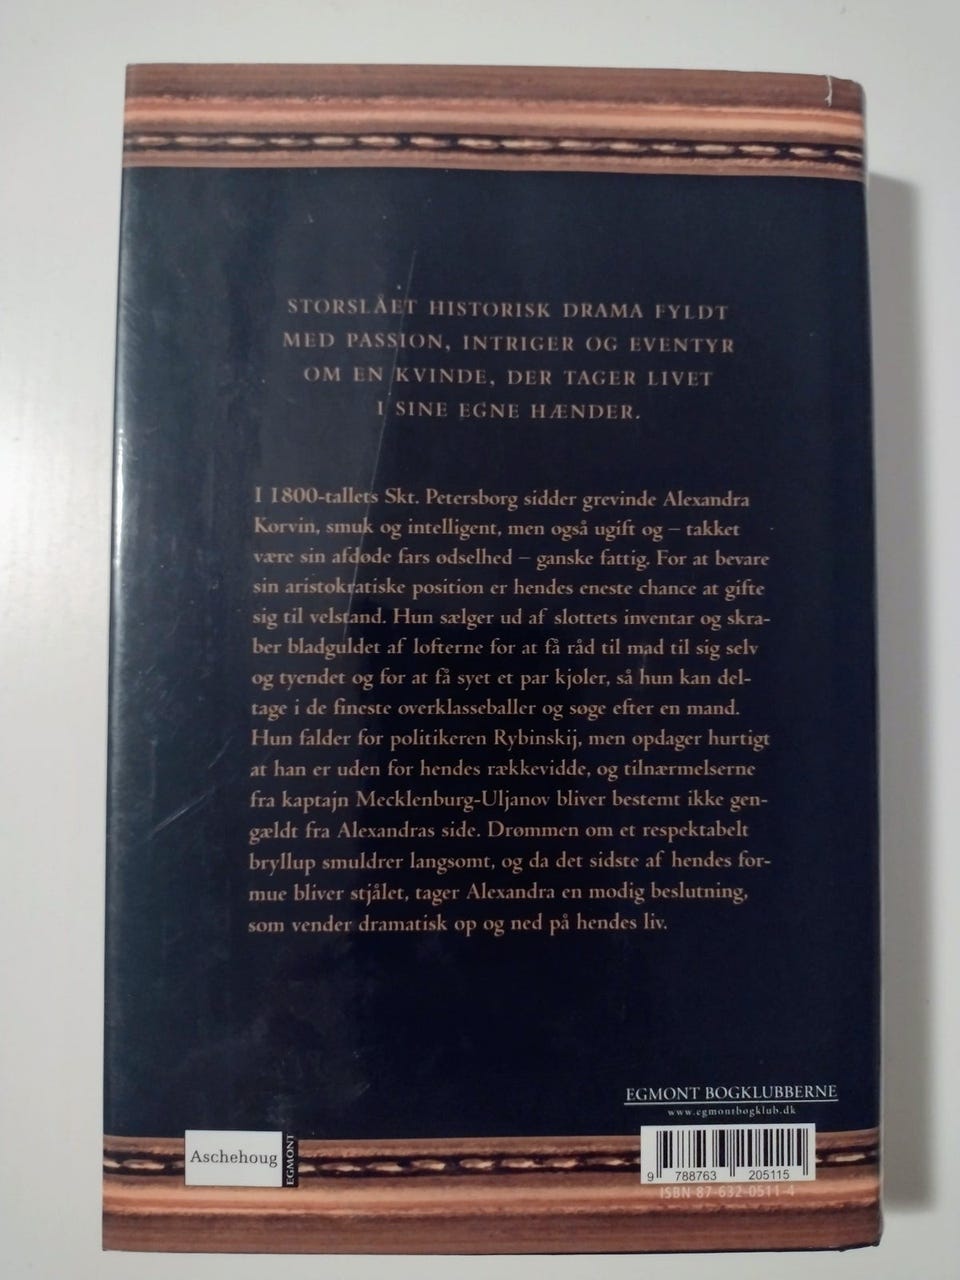 STORSLÅET HISTORISK DRAMA FYLDT
MED PASSION, INTRIGER OG EVENTYR
OM EN KVINDE, DER TAGER LIVET
I SINE EGNE HÆNDER.
I 1800-tallets Skt. Petersborg sidder grevinde Alexandra
Korvin, smuk og intelligent, men også ugift og – takket
være sin afdøde fars ødselhed – ganske fattig. For at bevare
sin aristokratiske position er hendes eneste chance at gifte
sig til velstand. Hun sælger ud af slottets inventar og skra-
ber bladguldet af lofterne for at få råd til mad til sig selv
og tyendet og for at få syet et par kjoler, så hun kan del-
tage i de fineste overklasseballer og søge efter en mand.
Hun falder for politikeren Rybinskij, men opdager hurtigt
at han er uden for hendes rækkevidde, og tilnærmelserne
fra kaptajn Mecklenburg-Uljanov bliver bestemt ikke gen-
gældt fra Alexandras side. Drømmen om et respektabelt
bryllup smuldrer langsomt, og da det sidste af hendes for-
mue bliver stjålet, tager Alexandra en modig beslutning,
som vender dramatisk op og ned på hendes liv.
EGMONT BOGKLUBBERNE
www.egmontbogklub.dk
Aschehoug
EGMONT
9 788763 205115
ISBN 87-632-0511-4